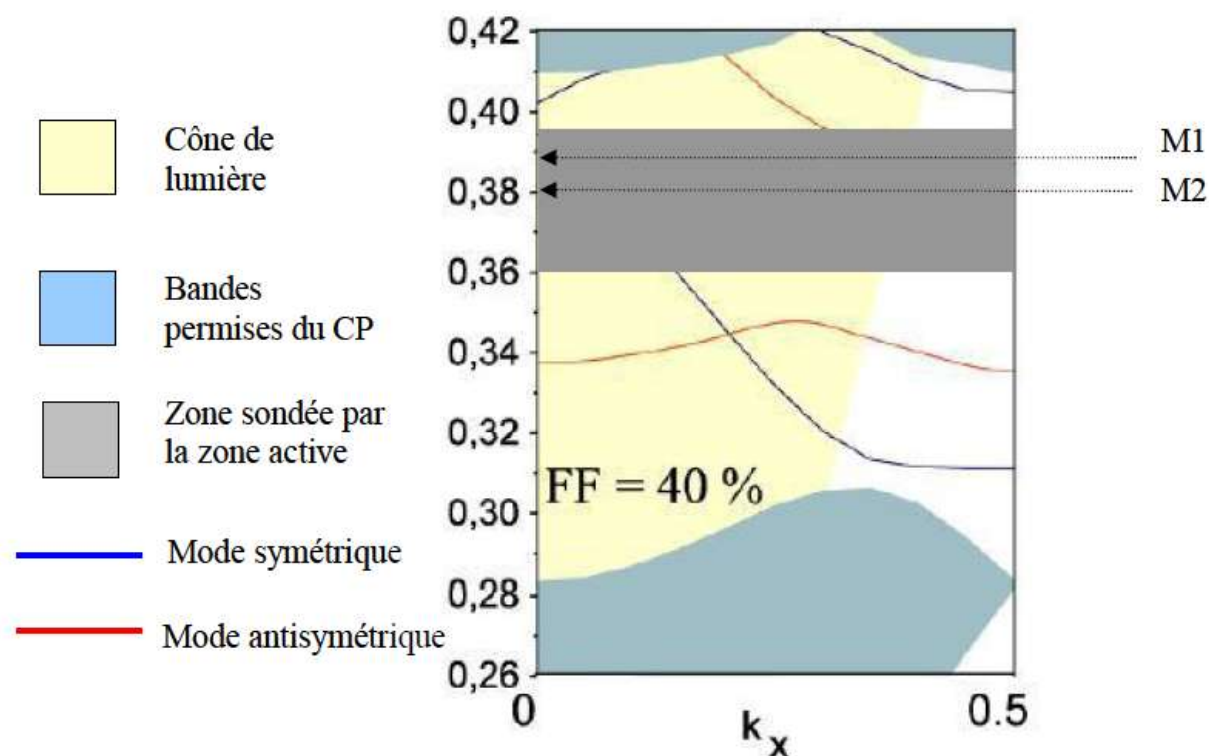 Cône de
lumière
Bandes
permises du CP
Zone sondée par
la zone active
Mode symétrique
Mode antisymétrique
0,42
0,40
0,38
0,36
0,34
0,32
0,30
0,28
0,26
FF = 40 %
M1
M2
0
0.5
k x